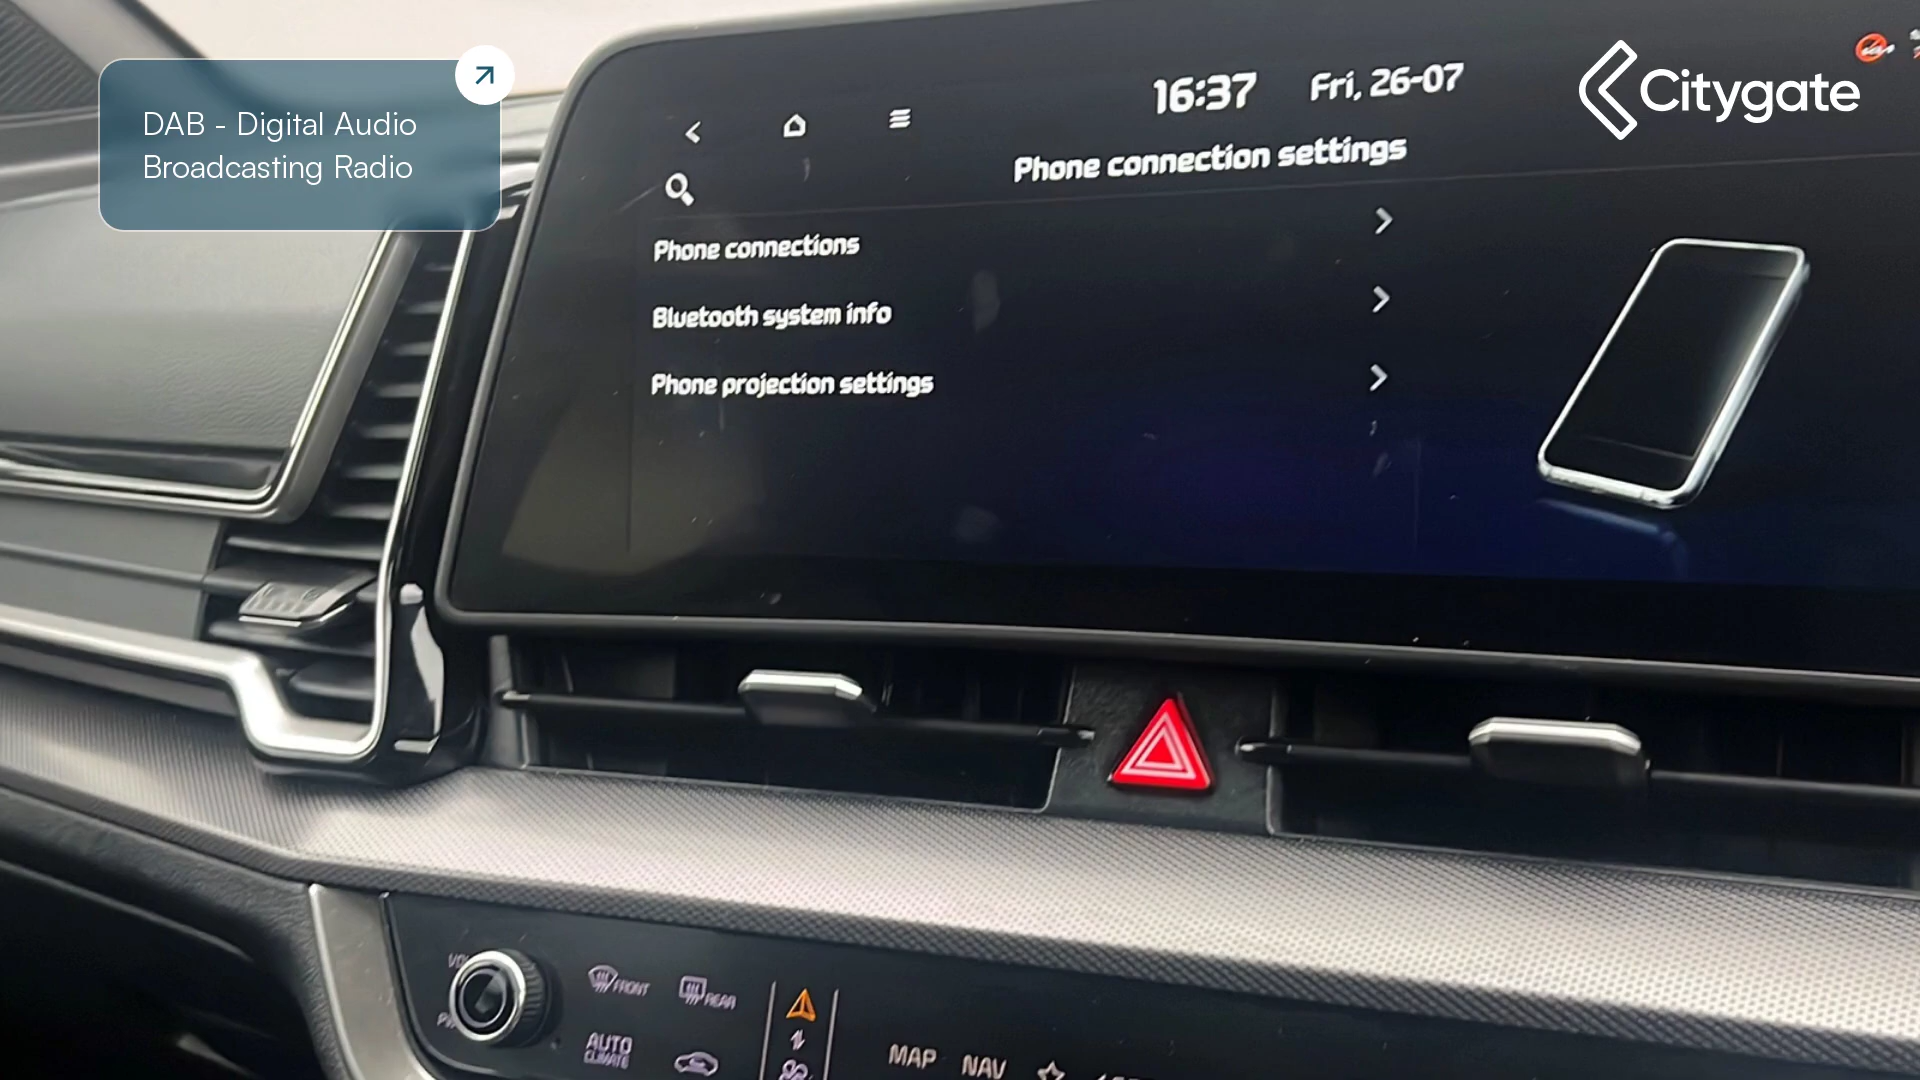 DAB - Digital Audio
Broadcasting Radio
16:37
Fri, 26-07
Citygate
Phone connection settings
Phone connections
Bluetooth system info
Phone projection settings
FRONT
REAR
AUTO
CLIMATE
MAP
NAV